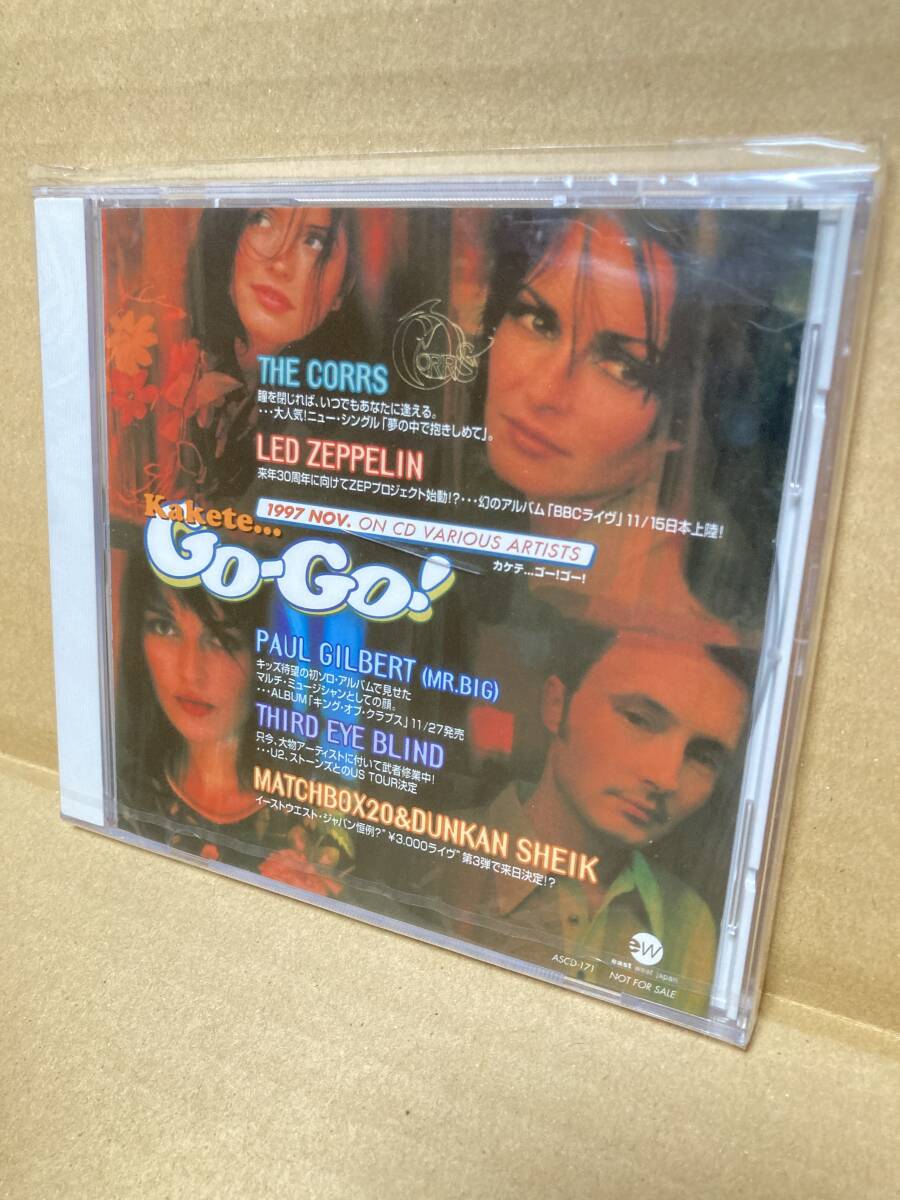 THE CORRS
CORRS
瞳を閉じれば、いつでもあなたに逢える。
・・・大人気!ニュー・シングル「夢の中で抱きしめて」。
LED ZEPPELIN
来年30周年に向けてZEPプロジェクト始動!?・・・幻のアルバム「BBCライヴ」11/15日本上陸!
Kakete...
1997 NOV. ON CD VARIOUS ARTISTS
Go-Go!
カケテ...ゴー!ゴー!
PAUL GILBERT (MR.BIG)
キッズ待望の初ソロ・アルバムで見せた
マルチ・ミュージシャンとしての顔。
・・・ALBUM「キング・オブ・クラブス」11/27発売
THIRD EYE BLIND
只今、大物アーティストに付いて武者修業中!
・・・U2、ストーンズとのUS TOUR決定
MATCHBOX20&DUNKAN SHEIK
イーストウエスト・ジャパン恒例?"¥3,000ライヴ"第3弾で来日決定!?
ew
east west japan
ASCD-171 NOT FOR SALE